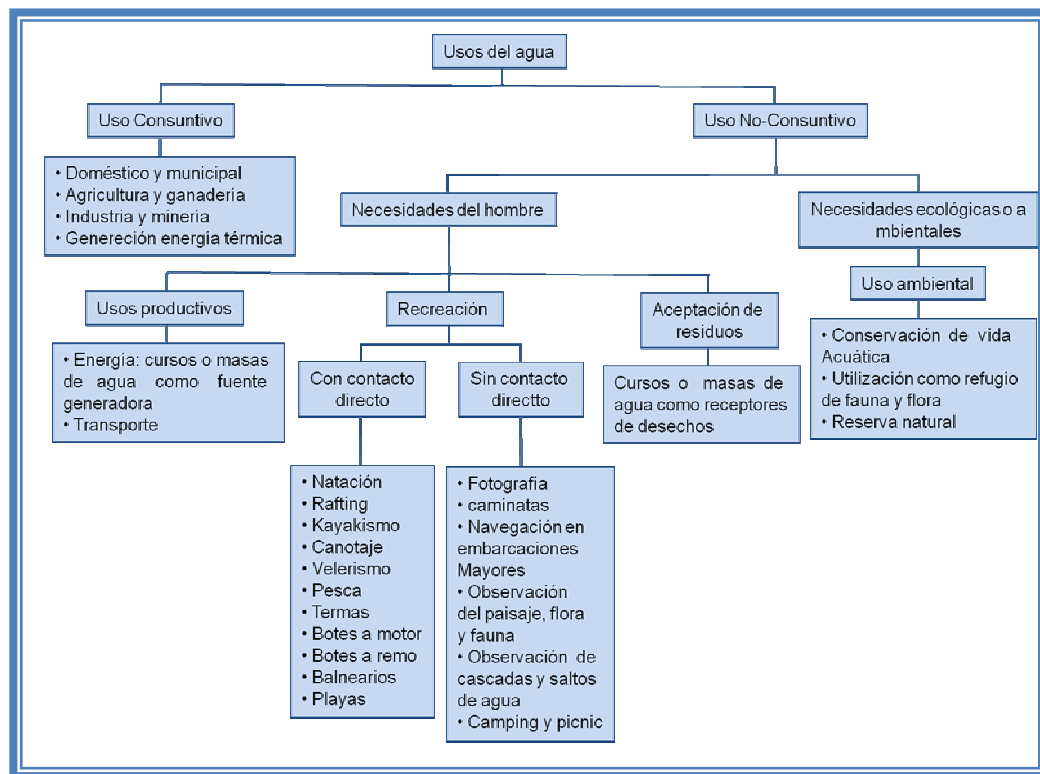 Usos del agua
Uso Consuntivo
Uso No-Consuntivo
• Doméstico y municipal
• Agricultura y ganaderia
• Industria y mineria
• Genereción energía térmica
Necesidades del hombre
Necesidades ecológicas o a
mbientales
Usos productivos
Recreación
Aceptación de
residuos
Uso ambiental
• Energía: cursos o masas
de agua como fuente
generadora
• Transporte
Con contacto
directo
Sin contacto
directto
Cursos o masas de
agua como receptores
de desechos
• Conservación de vida
Acuática
• Utilización como refugio
de fauna y flora
• Reserva natural
• Natación
• Rafting
• Kayakismo
• Canotaje
• Velerismo
• Pesca
• Termas
• Botes a motor
• Botes a remo
• Balnearios
• Playas
• Fotografia
• caminatas
• Navegación en
embarcaciones
Mayores
• Observación
del paisaje, flora
y fauna
• Observación de
cascadas y saltos
de agua
• Camping y picnic